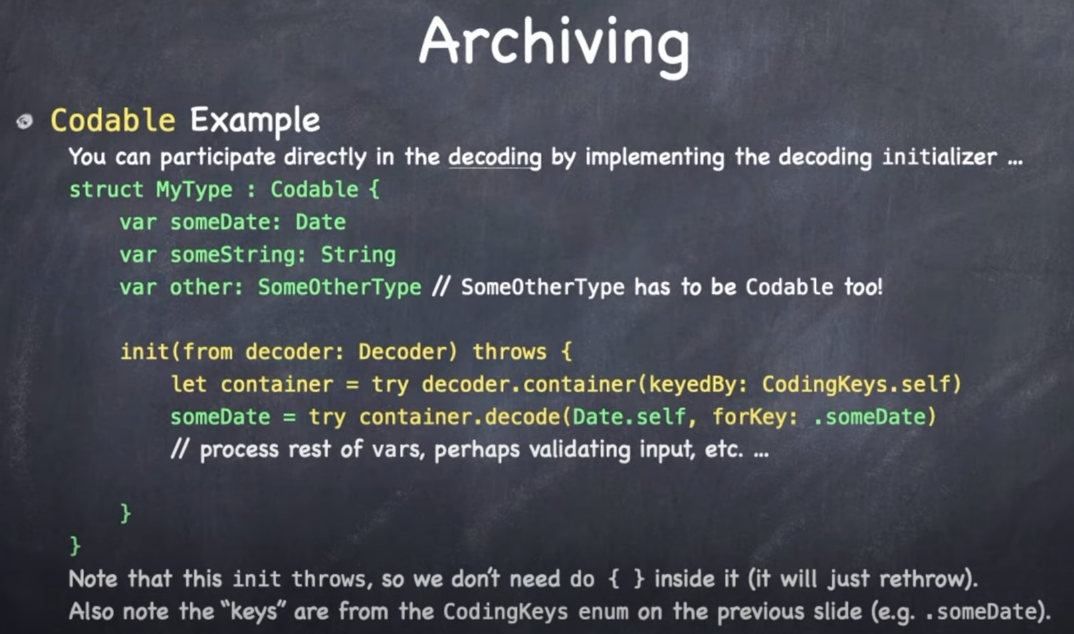 Archiving
Codable Example
You can participate directly in the decoding by implementing the decoding initializer ...
struct MyType : Codable {
var someDate: Date
var someString: String
var other: SomeOtherType // SomeOtherType has to be Codable too!
init(from decoder: Decoder) throws {
let container = try decoder.container(keyedBy: CodingKeys.self)
someDate = try container.decode(Date.self, forKey: .someDate)
// process rest of vars, perhaps validating input, etc. ...
}
}
Note that this init throws, so we don't need do { } inside it (it will just rethrow).
Also note the "keys" are from the CodingKeys enum on the previous slide (e.g. .someDate).